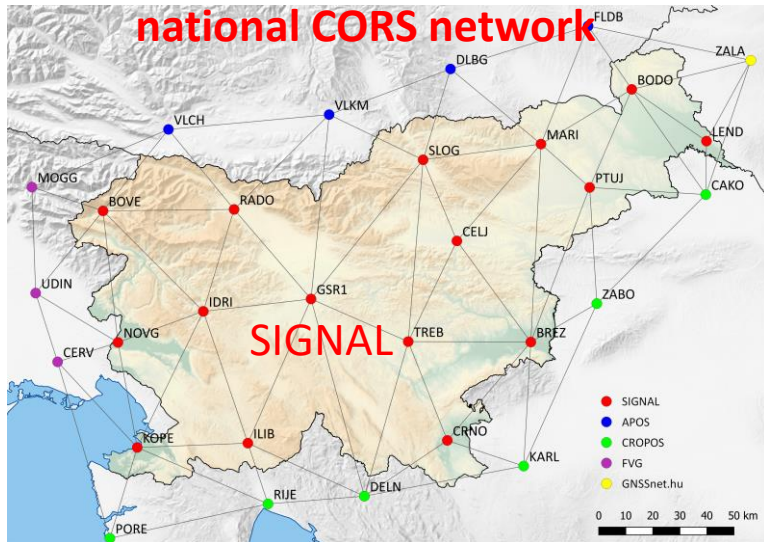 national CORS network
FLDB
ZALA
DLBG
BODO
VLKM
VLCH
LEND
MARI
SLOG
PTUJ
MOGG
CAKO
BOVE
RADO
CELJ
UDIN
GSR1
ZABO
IDRI
NOVG
SIGNAL
TREB
BREZ
CERV
SIGNAL
APOS
CRNO
CROPOS
KOPE
ILIB
KARL
FVG
DELN
GNSSnet.hu
RIJE
PORE
0 10 20 30 40 50 km